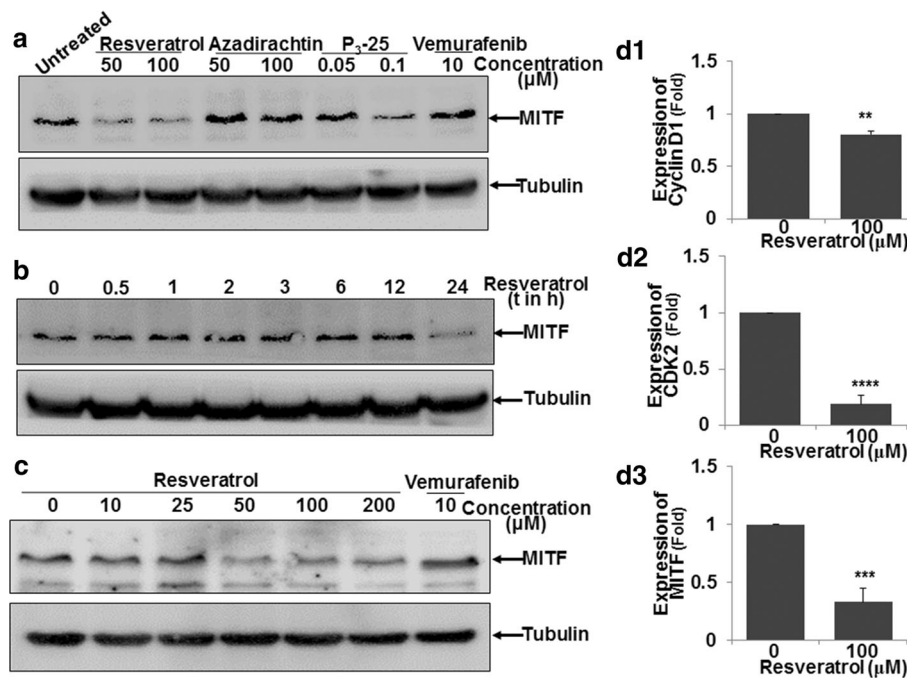 a
Untreated
Resveratrol Azadirachtin P3-25 Vemurafenib
50 100 50 100 0.05 0.1 10 Concentration
(µM)
MITF
Tubulin
b
0 0.5 1 2 3 6 12 24 Resveratrol
(t in h)
MITF
Tubulin
c
Resveratrol Vemurafenib
0 10 25 50 100 200 10 Concentration
(µM)
MITF
Tubulin
d1
Expression of
Cyclin D1 (Fold)
1.5
1
0.5
0
**
0 100
Resveratrol (µM)
d2
Expression of
CDK2 (Fold)
1.5
1
0.5
0
****
0 100
Resveratrol (µM)
d3
Expression of
MITF (Fold)
1.5
1
0.5
0
***
0 100
Resveratrol (µM)